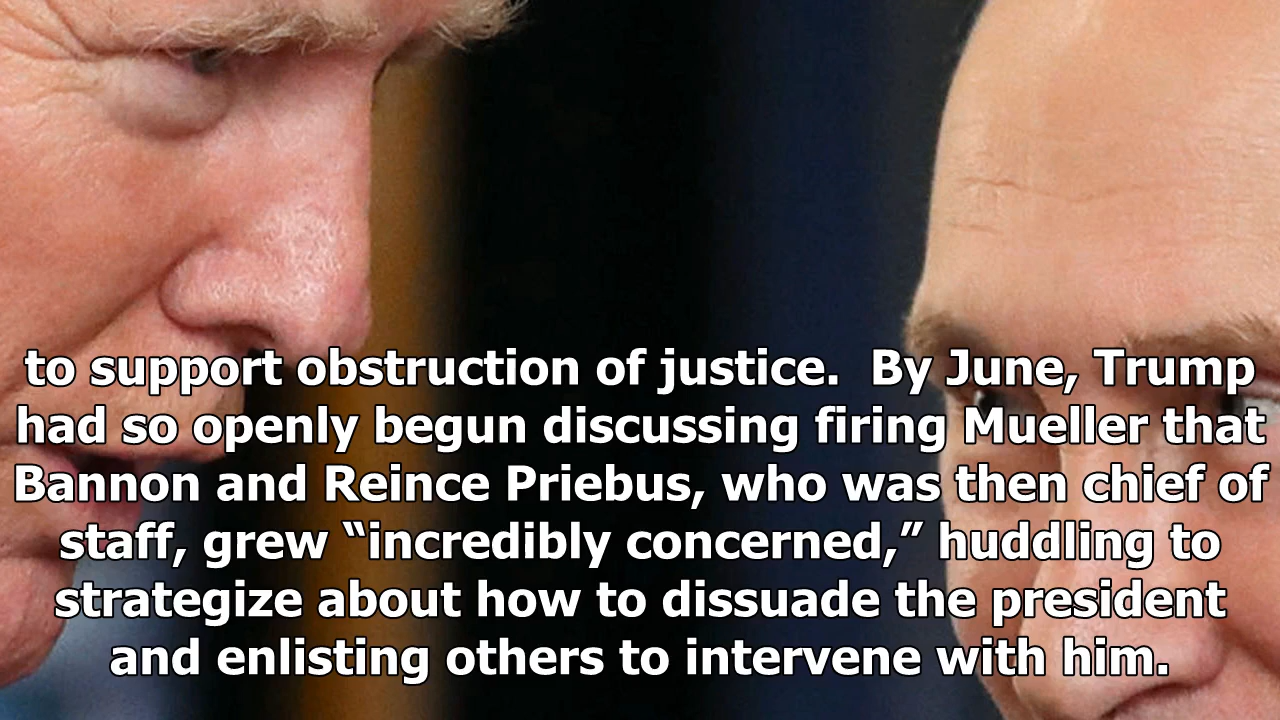 to support obstruction of justice.  By June, Trump
had so openly begun discussing firing Mueller that
Bannon and Reince Priebus, who was then chief of
staff, grew “incredibly concerned,” huddling to
strategize about how to dissuade the president
and enlisting others to intervene with him.